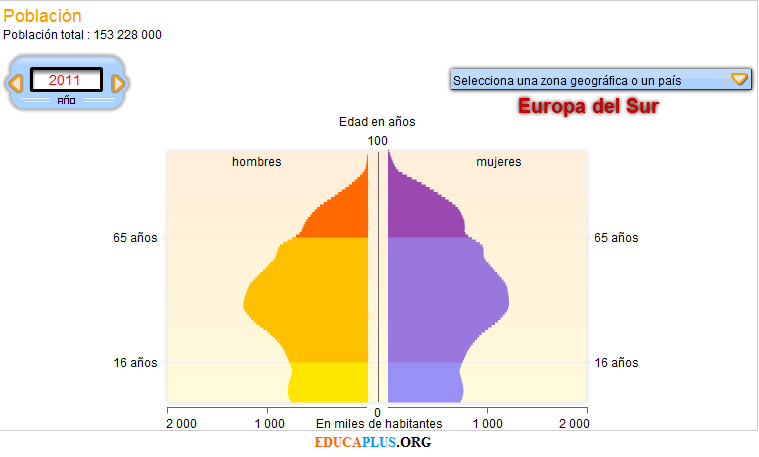 Población
Población total : 153 228 000
2011
AÑO
Selecciona una zona geográfica o un país
Europa del Sur
Edad en años
100
hombres
mujeres
65 años
65 años
16 años
16 años
0
2 000
1 000
En miles de habitantes
1 000
2 000
EDUCAPLUS.ORG